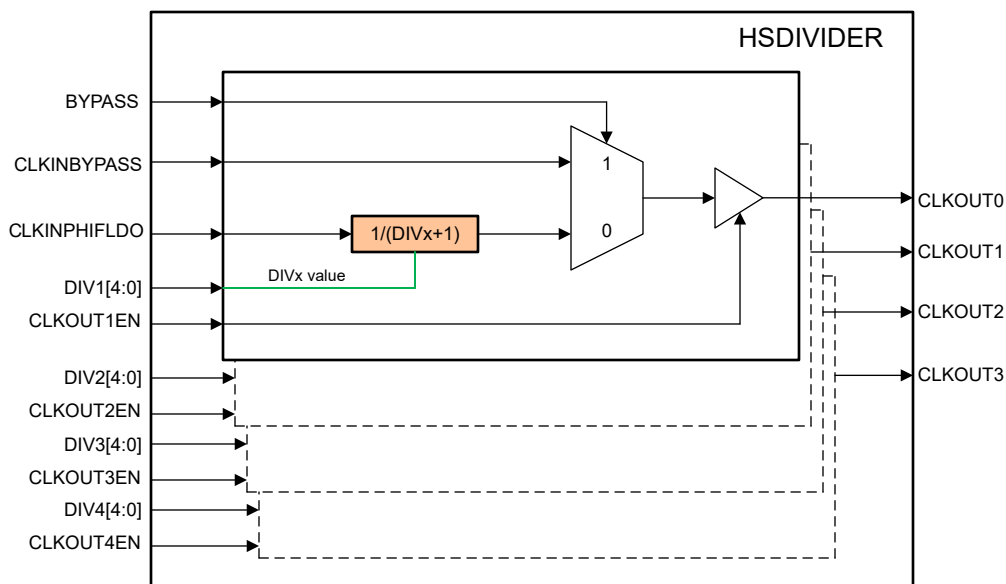 HSDIVIDER
BYPASS
CLKINBYPASS
1
CLKOUT0
CLKINPHIFLDO
1/(DIVx+1)
0
CLKOUT1
DIVx value
DIV1[4:0]
CLKOUT1EN
CLKOUT2
DIV2[4:0]
CLKOUT3
CLKOUT2EN
DIV3[4:0]
CLKOUT3EN
DIV4[4:0]
CLKOUT4EN